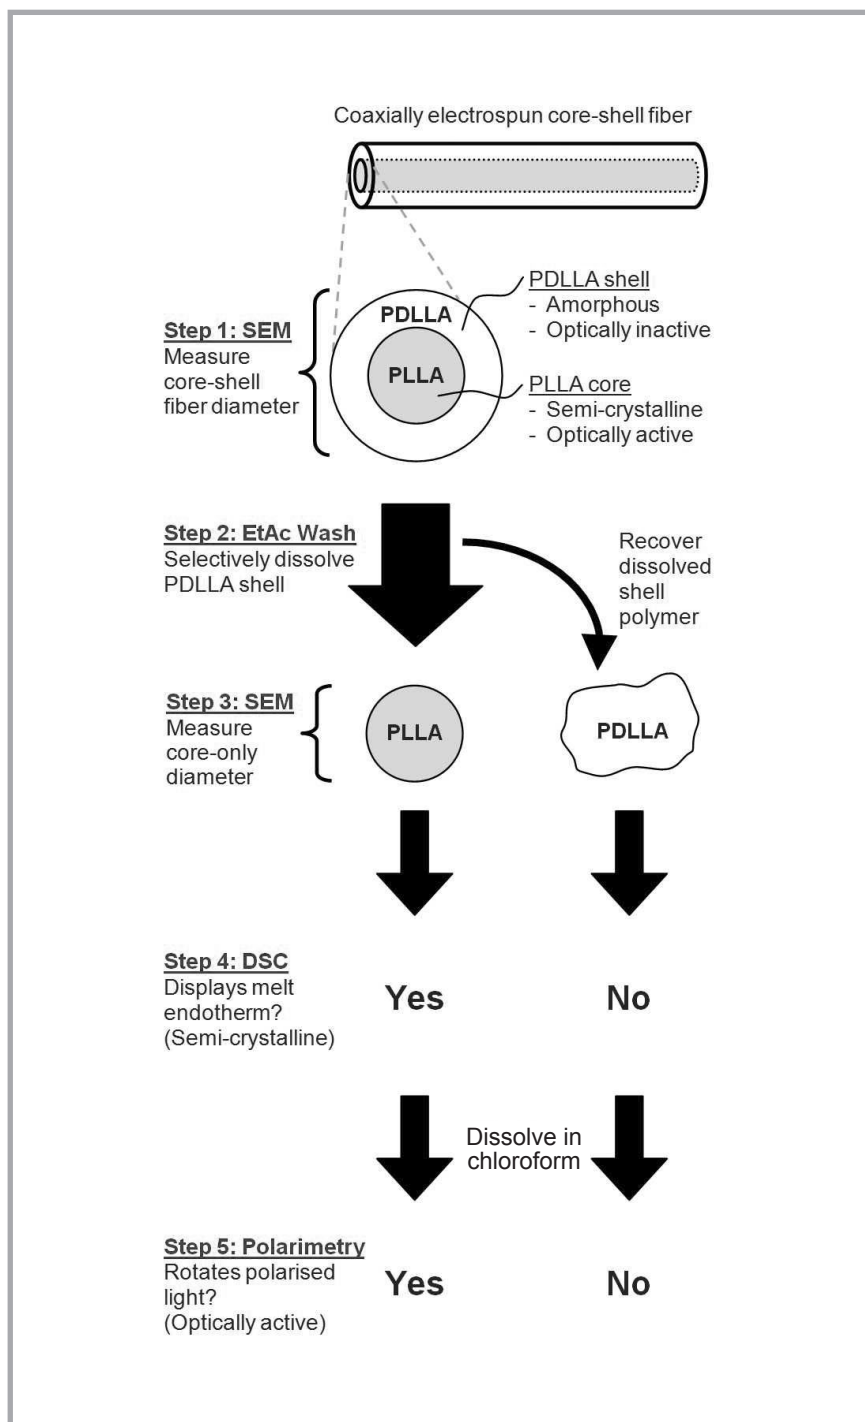 Coaxially electrospun core-shell fiber
PDLLA shell
- Amorphous
- Optically inactive
PDLLA
Step 1: SEM
Measure
core-shell
fiber diameter
PLLA
PLLA core
- Semi-crystalline
- Optically active
Step 2: EtAc Wash
Selectively dissolve
PDLLA shell
Recover
dissolved
shell
polymer
Step 3: SEM
Measure
core-only
diameter
PLLA
PDLLA
Step 4: DSC
Displays melt
endotherm?
(Semi-crystalline)
Yes
No
Dissolve in
chloroform
Step 5: Polarimetry
Rotates polarised
light?
(Optically active)
Yes
No